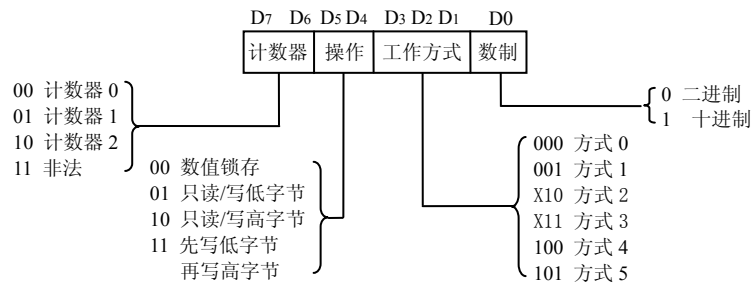 D7 D6 D5 D4 D3 D2 D1 D0
计数器 操作 工作方式 数制
00 计数器 0
01 计数器 1
10 计数器 2
11 非法
00 数值锁存
01 只读/写低字节
10 只读/写高字节
11 先写低字节
再写高字节
000 方式 0
001 方式 1
X10 方式 2
X11 方式 3
100 方式 4
101 方式 5
0 二进制
1 十进制